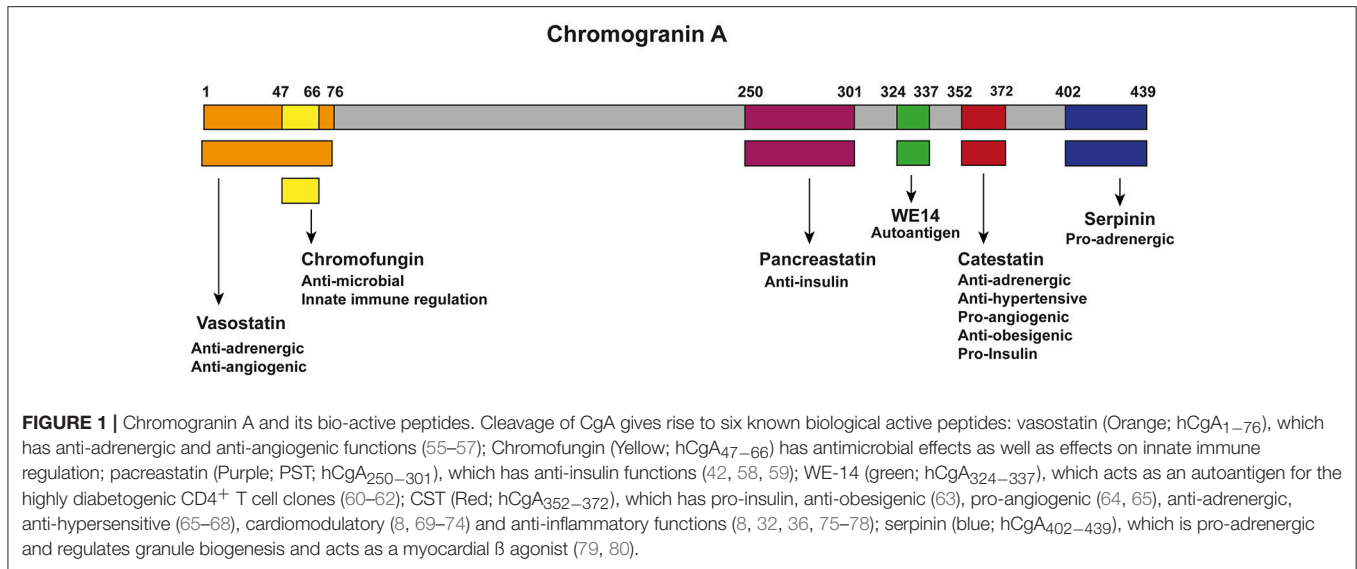 Chromogranin A
1 47 66 76 250 301 324 337 352 372 402 439
Vasostatin
Anti-adrenergic
Anti-angiogenic
Chromofungin
Anti-microbial
Innate immune regulation
Pancreastatin
Anti-insulin
WE14
Autoantigen
Catestatin
Anti-adrenergic
Anti-hypertensive
Pro-angiogenic
Anti-obesigenic
Pro-Insulin
Serpinin
Pro-adrenergic
FIGURE 1 | Chromogranin A and its bio-active peptides. Cleavage of CgA gives rise to six known biological active peptides: vasostatin (Orange; hCgA1–76), which
has anti-adrenergic and anti-angiogenic functions (55–57); Chromofungin (Yellow; hCgA47–66) has antimicrobial effects as well as effects on innate immune
regulation; pacreastatin (Purple; PST; hCgA250–301), which has anti-insulin functions (42, 58, 59); WE-14 (green; hCgA324–337), which acts as an autoantigen for the
highly diabetogenic CD4+ T cell clones (60–62); CST (Red; hCgA352–372), which has pro-insulin, anti-obesigenic (63), pro-angiogenic (64, 65), anti-adrenergic,
anti-hypersensitive (65–68), cardiomodulatory (8, 69–74) and anti-inflammatory functions (8, 32, 36, 75–78); serpinin (blue; hCgA402–439), which is pro-adrenergic
and regulates granule biogenesis and acts as a myocardial ß agonist (79, 80).